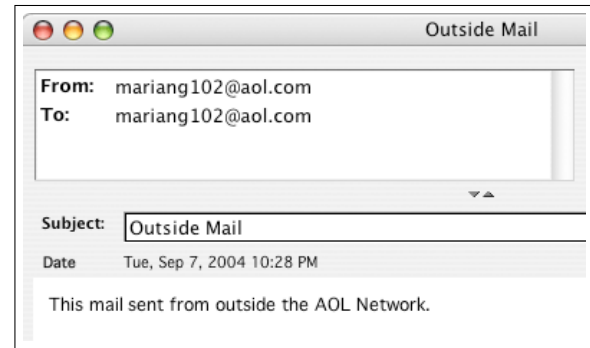 Outside Mail
From: mariang102@aol.com
To: mariang102@aol.com
Subject: Outside Mail
Date Tue, Sep 7, 2004 10:28 PM
This mail sent from outside the AOL Network.